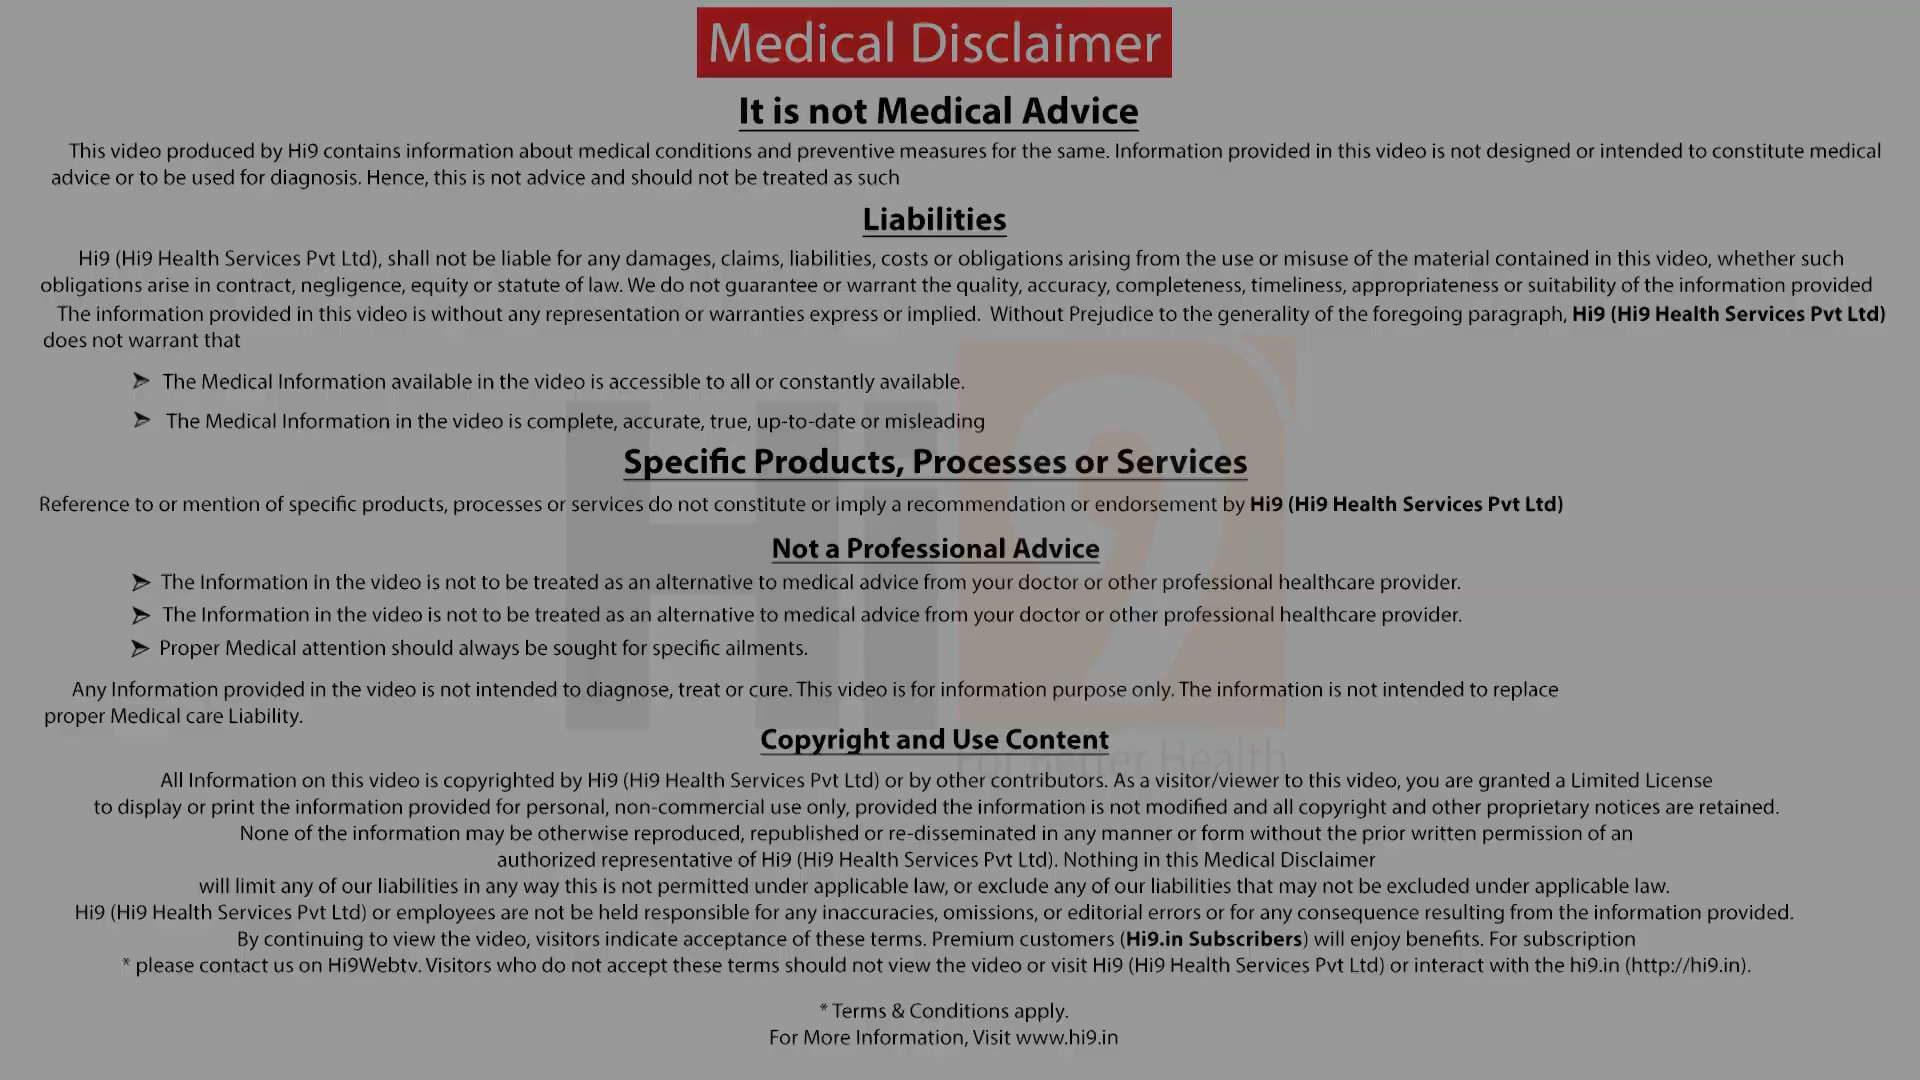 Medical Disclaimer
It is not Medical Advice
This video produced by Hi9 contains information about medical conditions and preventive measures for the same. Information provided in this video is not designed or intended to constitute medical
advice or to be used for diagnosis. Hence, this is not advice and should not be treated as such
Liabilities
Hi9 (Hi9 Health Services Pvt Ltd), shall not be liable for any damages, claims, liabilities, costs or obligations arising from the use or misuse of the material contained in this video, whether such
obligations arise in contract, negligence, equity or statute of law. We do not guarantee or warrant the quality, accuracy, completeness, timeliness, appropriateness or suitability of the information provided
The information provided in this video is without any representation or warranties express or implied. Without Prejudice to the generality of the foregoing paragraph, Hi9 (Hi9 Health Services Pvt Ltd)
does not warrant that
➢ The Medical Information available in the video is accessible to all or constantly available.
➢ The Medical Information in the video is complete, accurate, true, up-to-date or misleading
Specific Products, Processes or Services
Reference to or mention of specific products, processes or services do not constitute or imply a recommendation or endorsement by Hi9 (Hi9 Health Services Pvt Ltd)
Not a Professional Advice
➢ The Information in the video is not to be treated as an alternative to medical advice from your doctor or other professional healthcare provider.
➢ The Information in the video is not to be treated as an alternative to medical advice from your doctor or other professional healthcare provider.
➢ Proper Medical attention should always be sought for specific ailments.
Any Information provided in the video is not intended to diagnose, treat or cure. This video is for information purpose only. The information is not intended to replace
proper Medical care Liability.
Hi9
For Better Health
Copyright and Use Content
All Information on this video is copyrighted by Hi9 (Hi9 Health Services Pvt Ltd) or by other contributors. As a visitor/viewer to this video, you are granted a Limited License
to display or print the information provided for personal, non-commercial use only, provided the information is not modified and all copyright and other proprietary notices are retained.
None of the information may be otherwise reproduced, republished or re-disseminated in any manner or form without the prior written permission of an
authorized representative of Hi9 (Hi9 Health Services Pvt Ltd). Nothing in this Medical Disclaimer
will limit any of our liabilities in any way this is not permitted under applicable law, or exclude any of our liabilities that may not be excluded under applicable law.
Hi9 (Hi9 Health Services Pvt Ltd) or employees are not be held responsible for any inaccuracies, omissions, or editorial errors or for any consequence resulting from the information provided.
By continuing to view the video, visitors indicate acceptance of these terms. Premium customers (Hi9.in Subscribers) will enjoy benefits. For subscription
* please contact us on Hi9Webtv. Visitors who do not accept these terms should not view the video or visit Hi9 (Hi9 Health Services Pvt Ltd) or interact with the hi9.in (http://hi9.in).
* Terms & Conditions apply.
For More Information, Visit www.hi9.in